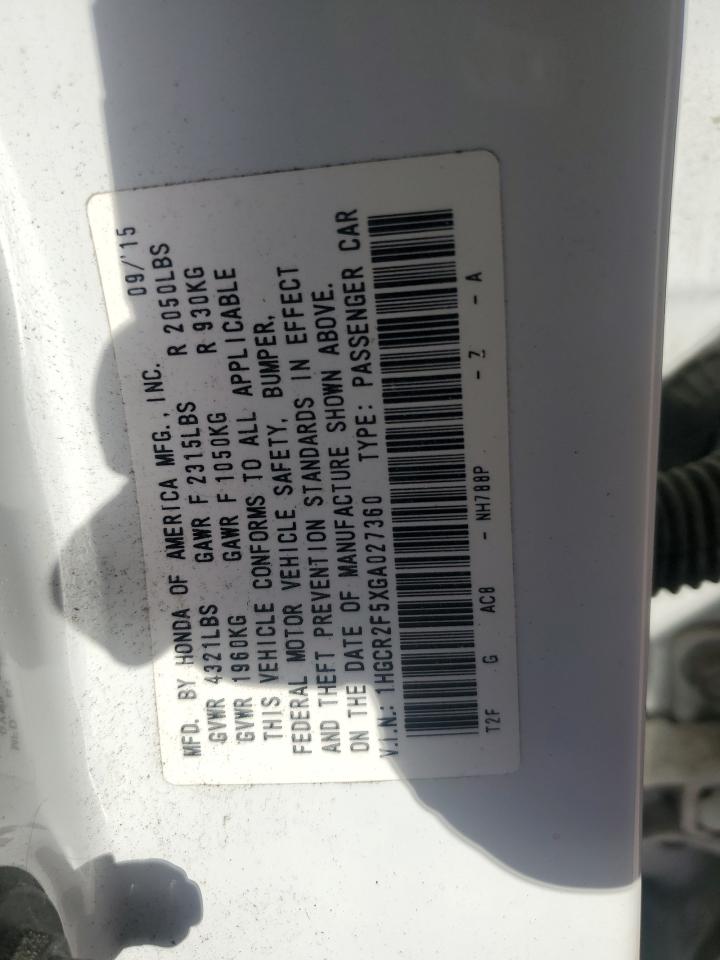 MFD. BY HONDA OF AMERICA MFG., INC. 09/'15
GVWR 4321LBS GAWR F 2315LBS R 2050LBS
GVWR 1960KG GAWR F 1050KG R 930KG
THIS VEHICLE CONFORMS TO ALL APPLICABLE
FEDERAL MOTOR VEHICLE SAFETY, BUMPER,
AND THEFT PREVENTION STANDARDS IN EFFECT
ON THE DATE OF MANUFACTURE SHOWN ABOVE.
V.I.N.: 1HGCR2F5XGA027360 TYPE: PASSENGER CAR
T2F G AC8 - NH788P - Z - A